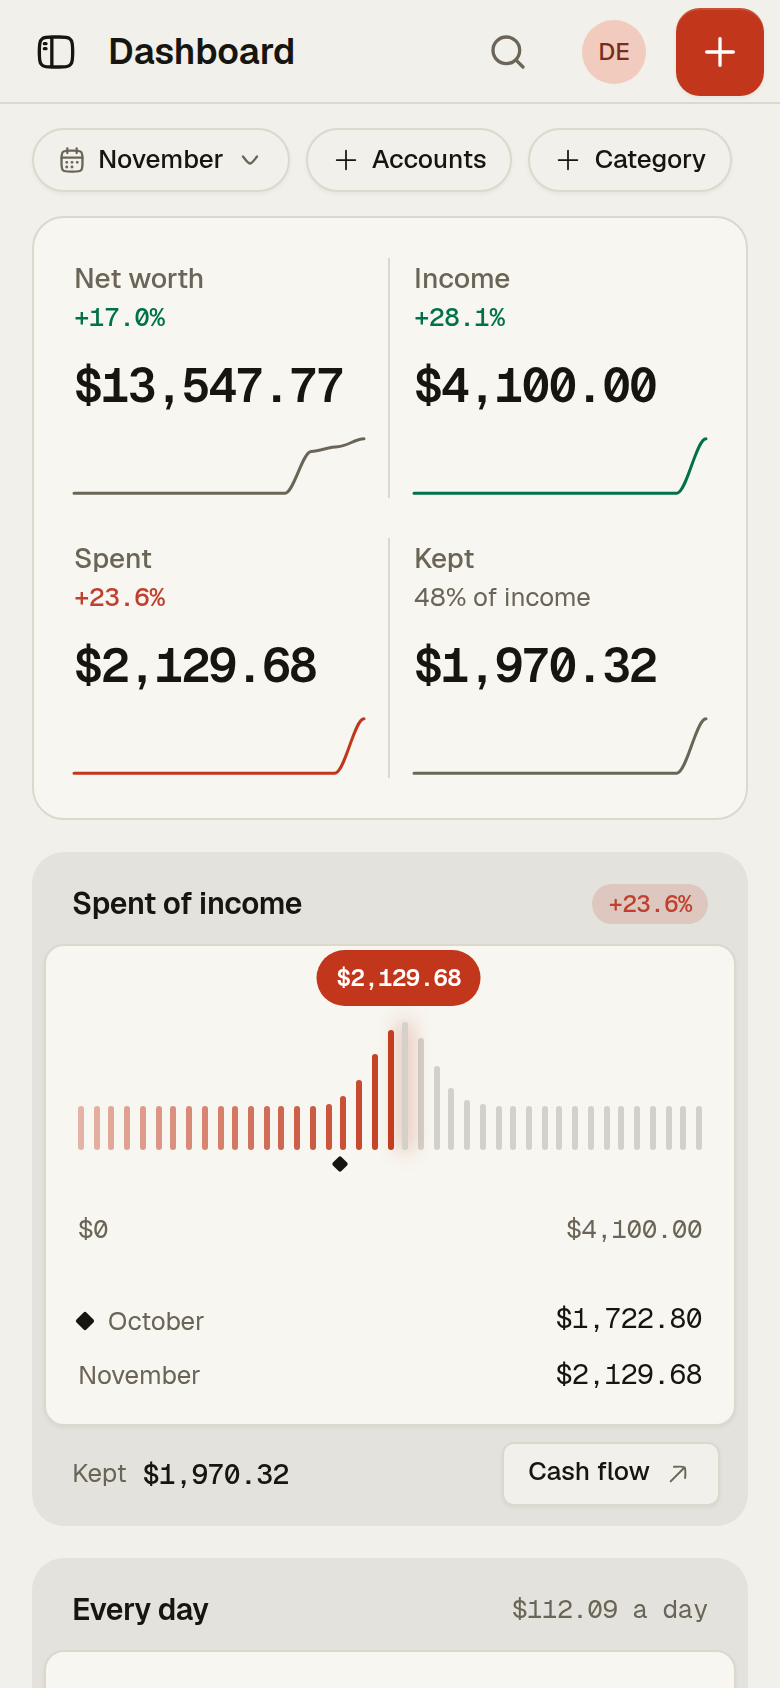 Dashboard
DE
November
Accounts
Category
Net worth
+17.0%
$13,547.77
Income
+28.1%
$4,100.00
Spent
+23.6%
$2,129.68
Kept
48% of income
$1,970.32
Spent of income
+23.6%
$2,129.68
$0
$4,100.00
October
$1,722.80
November
$2,129.68
Kept $1,970.32
Cash flow
Every day
$112.09 a day